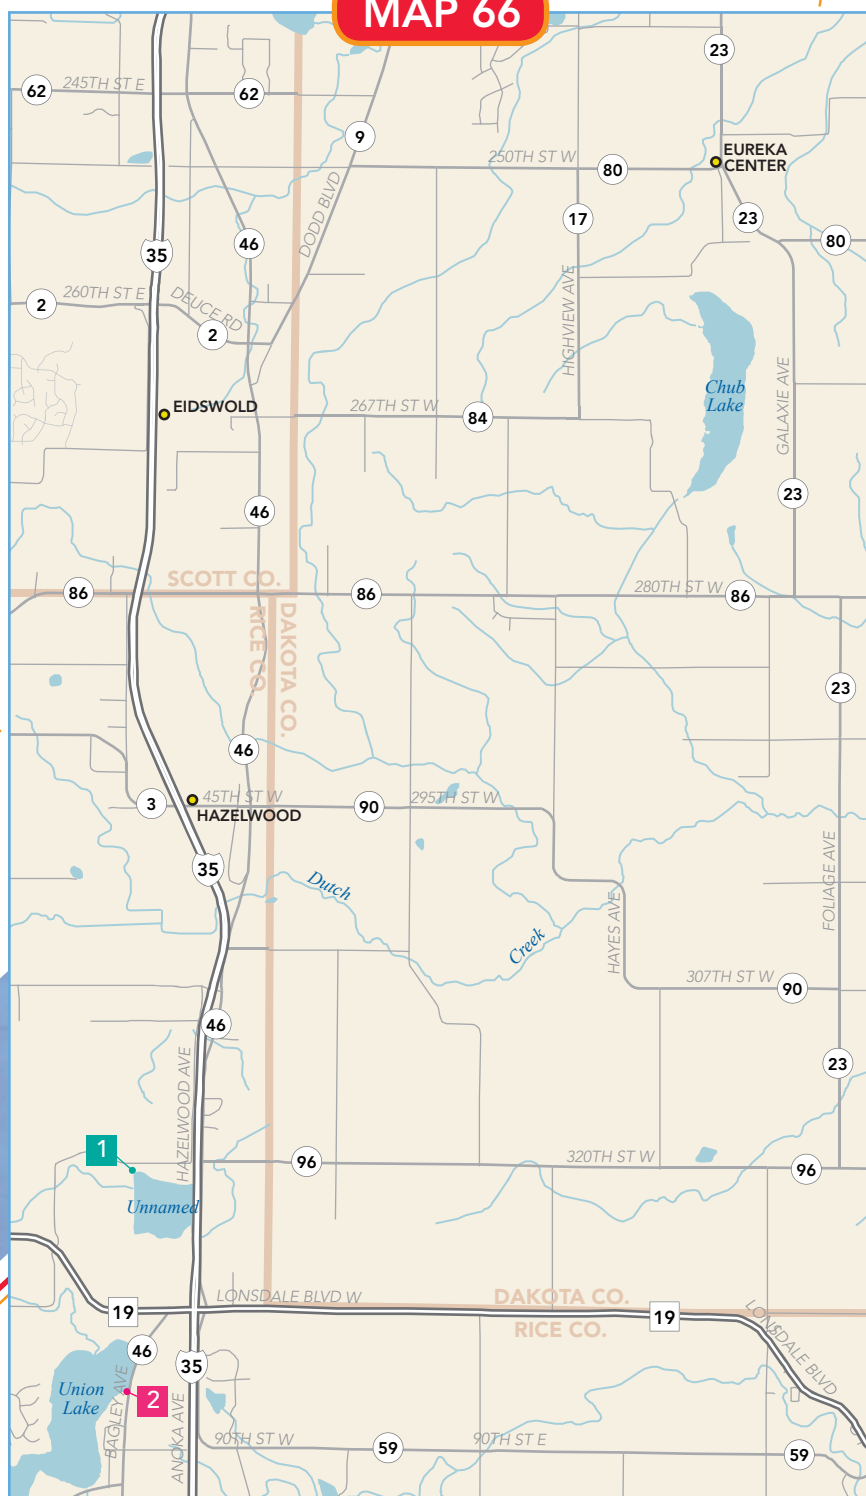 MAP 66
23
245TH ST E
62
62
9
250TH ST W
80
EUREKA
CENTER
DODD BLVD
17
23
46
80
35
HIGHVIEW AVE
260TH ST E
DEUCE RD
2
2
Chub
Lake
GALAXIE AVE
EIDSWOLD
267TH ST W
84
23
46
SCOTT CO.
86
86
280TH ST W
86
RICE CO.
DAKOTA CO.
23
46
45TH ST W
3
90
295TH ST W
HAZELWOOD
35
Dutch
Creek
HAYES AVE
FOLIAGE AVE
307TH ST W
90
46
23
HAZELWOOD AVE
1
96
320TH ST W
96
Unnamed
LONSDALE BLVD W
DAKOTA CO.
19
19
RICE CO.
LONSDALE BLVD
46
35
Union
Lake
BAGLEY AVE
2
ANOKA AVE
90TH ST W
59
90TH ST E
59